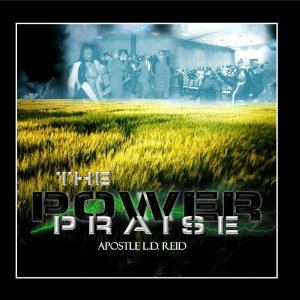 THE
POWER
PRAISE
APOSTLE L.D. REID